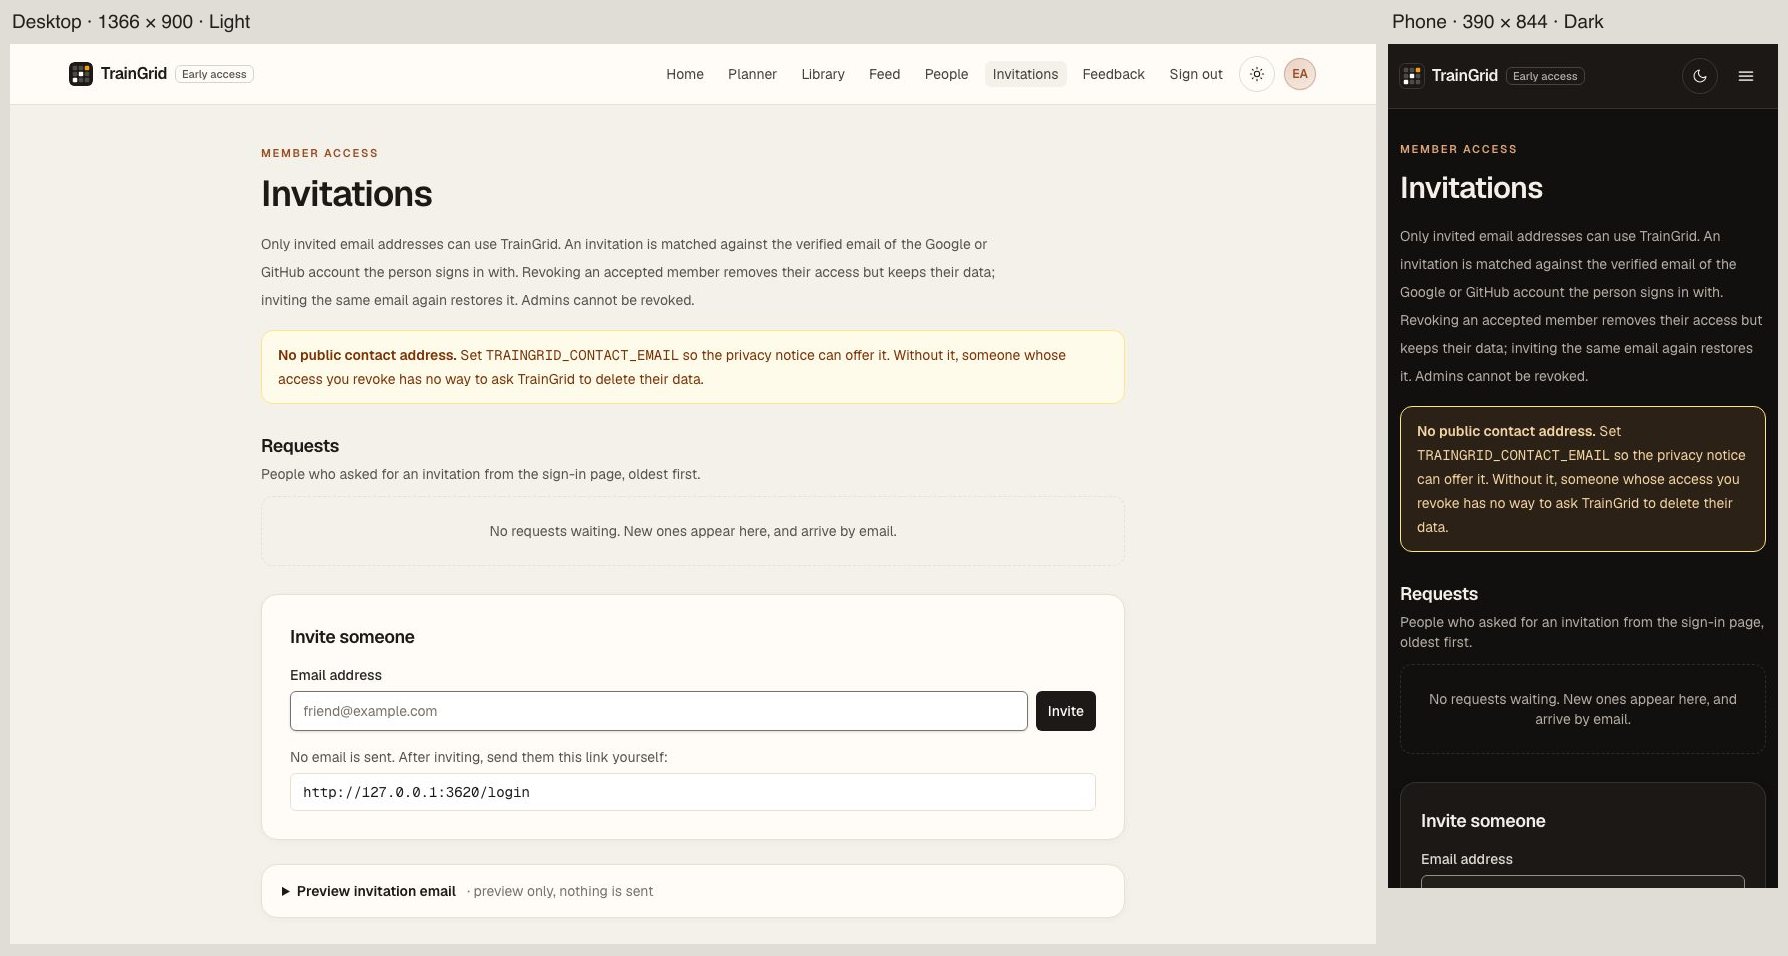 Desktop · 1366 × 900 · Light
TrainGrid Early access
Home Planner Library Feed People Invitations Feedback Sign out EA
MEMBER ACCESS
Invitations
Only invited email addresses can use TrainGrid. An invitation is matched against the verified email of the Google or
GitHub account the person signs in with. Revoking an accepted member removes their access but keeps their data;
inviting the same email again restores it. Admins cannot be revoked.
No public contact address. Set TRAINGRID_CONTACT_EMAIL so the privacy notice can offer it. Without it, someone whose
access you revoke has no way to ask TrainGrid to delete their data.
Requests
People who asked for an invitation from the sign-in page, oldest first.
No requests waiting. New ones appear here, and arrive by email.
Invite someone
Email address
friend@example.com Invite
No email is sent. After inviting, send them this link yourself:
http://127.0.0.1:3620/login
Preview invitation email · preview only, nothing is sent
Phone · 390 × 844 · Dark
TrainGrid Early access
MEMBER ACCESS
Invitations
Only invited email addresses can use TrainGrid. An
invitation is matched against the verified email of the
Google or GitHub account the person signs in with.
Revoking an accepted member removes their access but
keeps their data; inviting the same email again restores
it. Admins cannot be revoked.
No public contact address. Set
TRAINGRID_CONTACT_EMAIL so the privacy notice
can offer it. Without it, someone whose access you
revoke has no way to ask TrainGrid to delete their
data.
Requests
People who asked for an invitation from the sign-in page,
oldest first.
No requests waiting. New ones appear here, and
arrive by email.
Invite someone
Email address